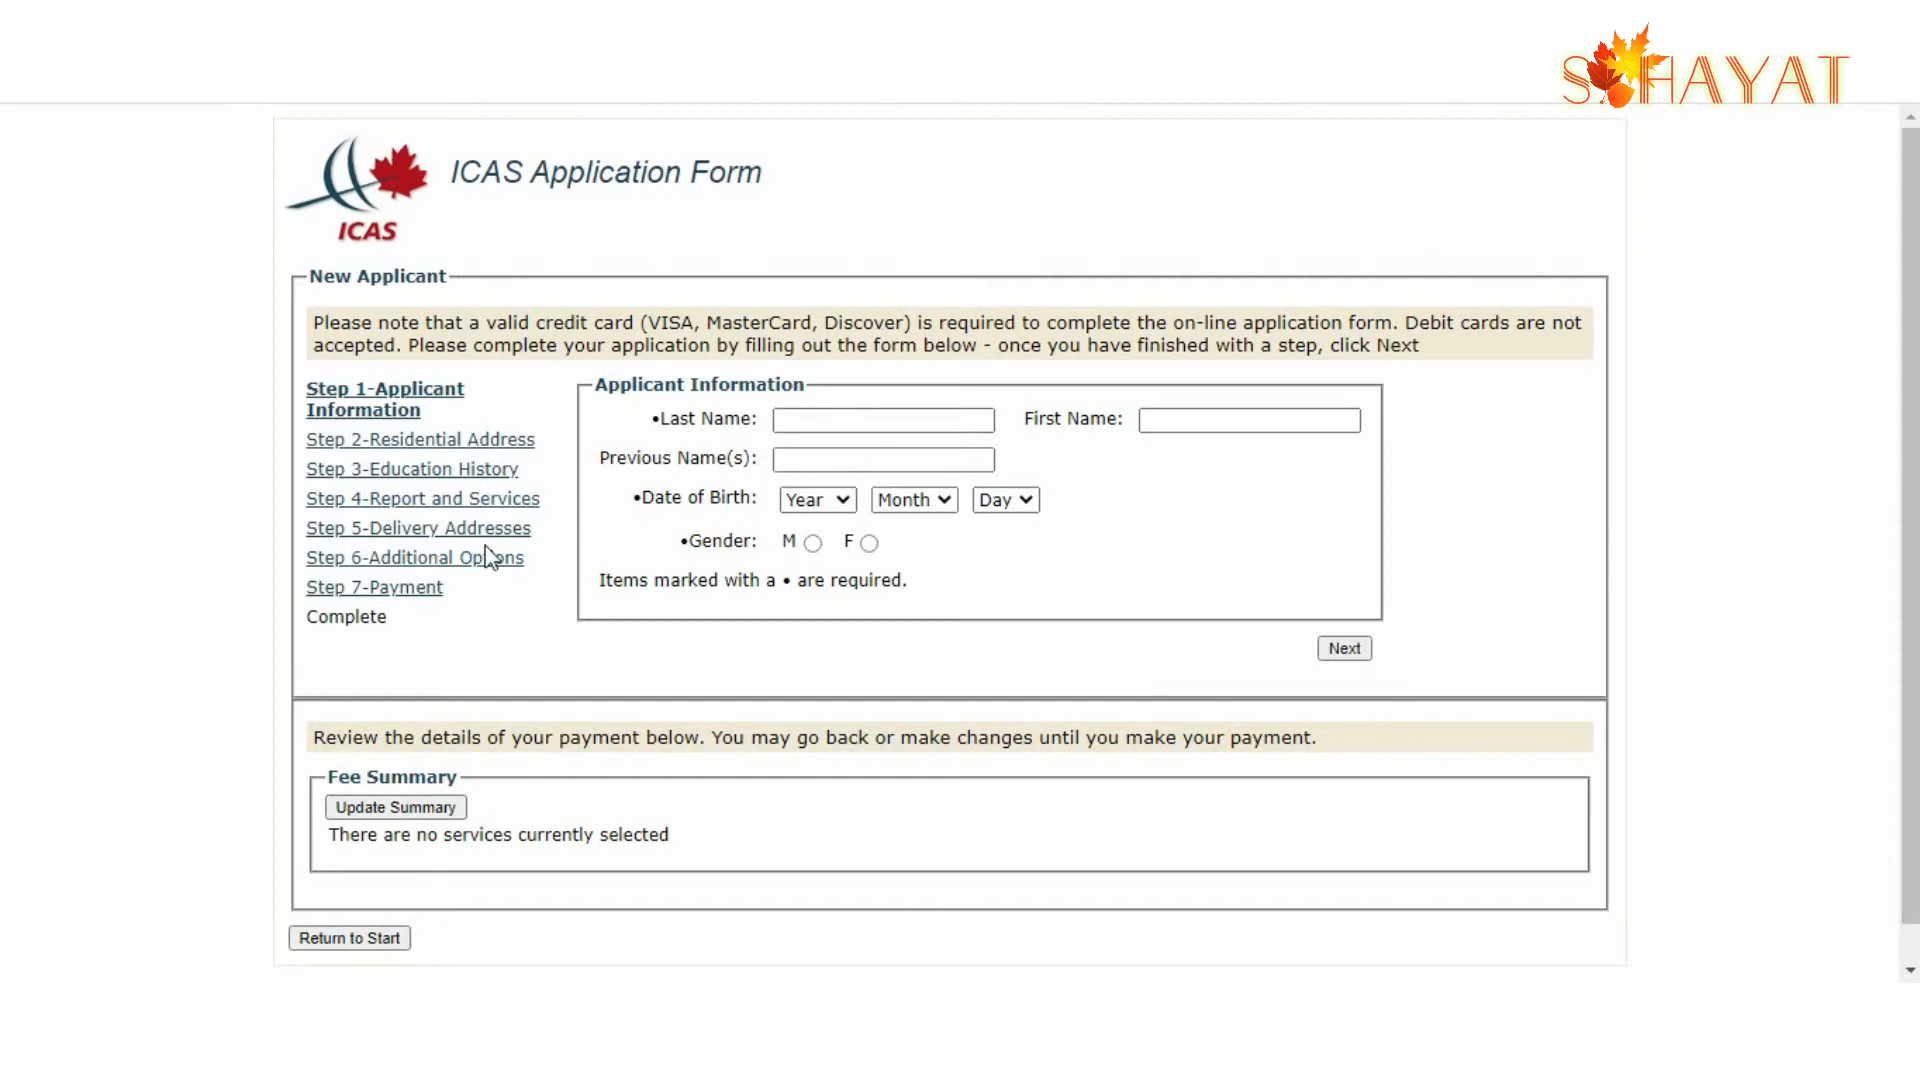 SOHAYAT
ICAS
ICAS Application Form
New Applicant
Please note that a valid credit card (VISA, MasterCard, Discover) is required to complete the on-line application form. Debit cards are not
accepted. Please complete your application by filling out the form below - once you have finished with a step, click Next
Step 1-Applicant
Information
Step 2-Residential Address
Step 3-Education History
Step 4-Report and Services
Step 5-Delivery Addresses
Step 6-Additional Options
Step 7-Payment
Complete
Applicant Information
•Last Name:
First Name:
Previous Name(s):
•Date of Birth: Year Month Day
•Gender: M F
Items marked with a • are required.
Next
Review the details of your payment below. You may go back or make changes until you make your payment.
Fee Summary
Update Summary
There are no services currently selected
Return to Start